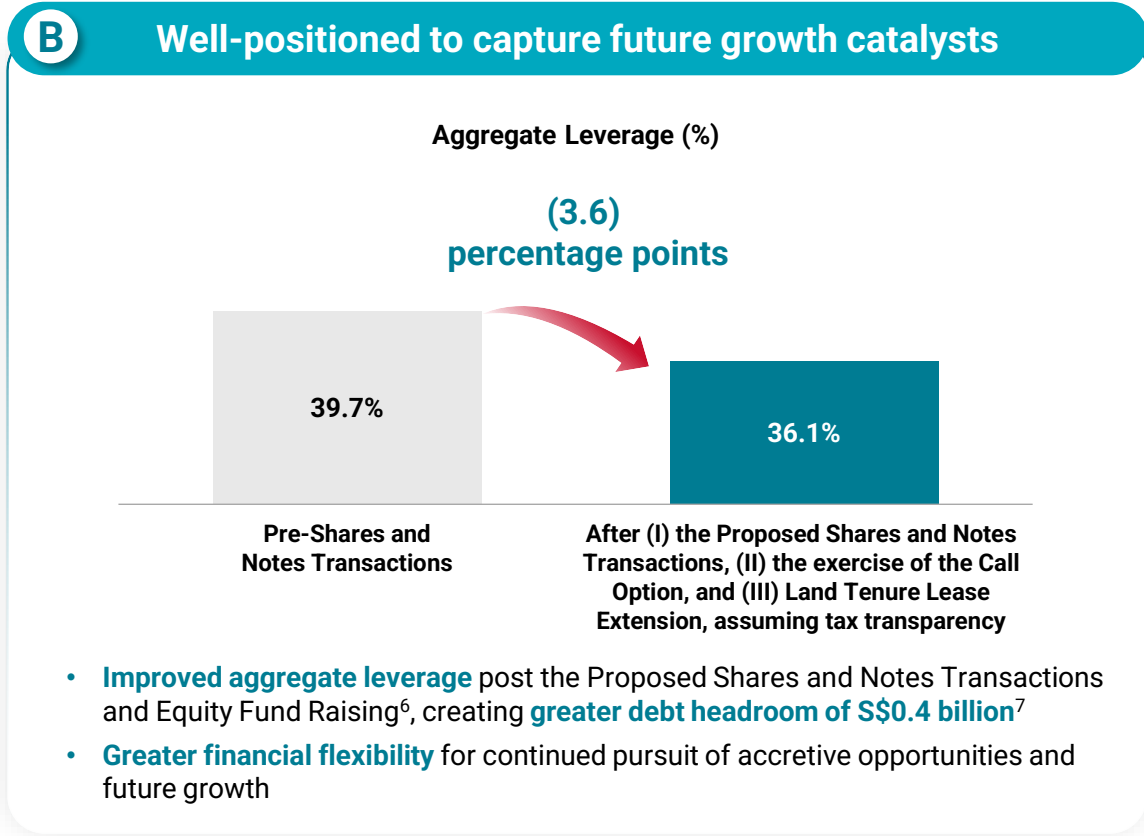 B
Well-positioned to capture future growth catalysts
Aggregate Leverage (%)
(3.6)
percentage points
39.7%
36.1%
Pre-Shares and
Notes Transactions
After (I) the Proposed Shares and Notes
Transactions, (II) the exercise of the Call
Option, and (III) Land Tenure Lease
Extension, assuming tax transparency
• Improved aggregate leverage post the Proposed Shares and Notes Transactions
and Equity Fund Raising⁶, creating greater debt headroom of S$0.4 billion⁷
• Greater financial flexibility for continued pursuit of accretive opportunities and
future growth